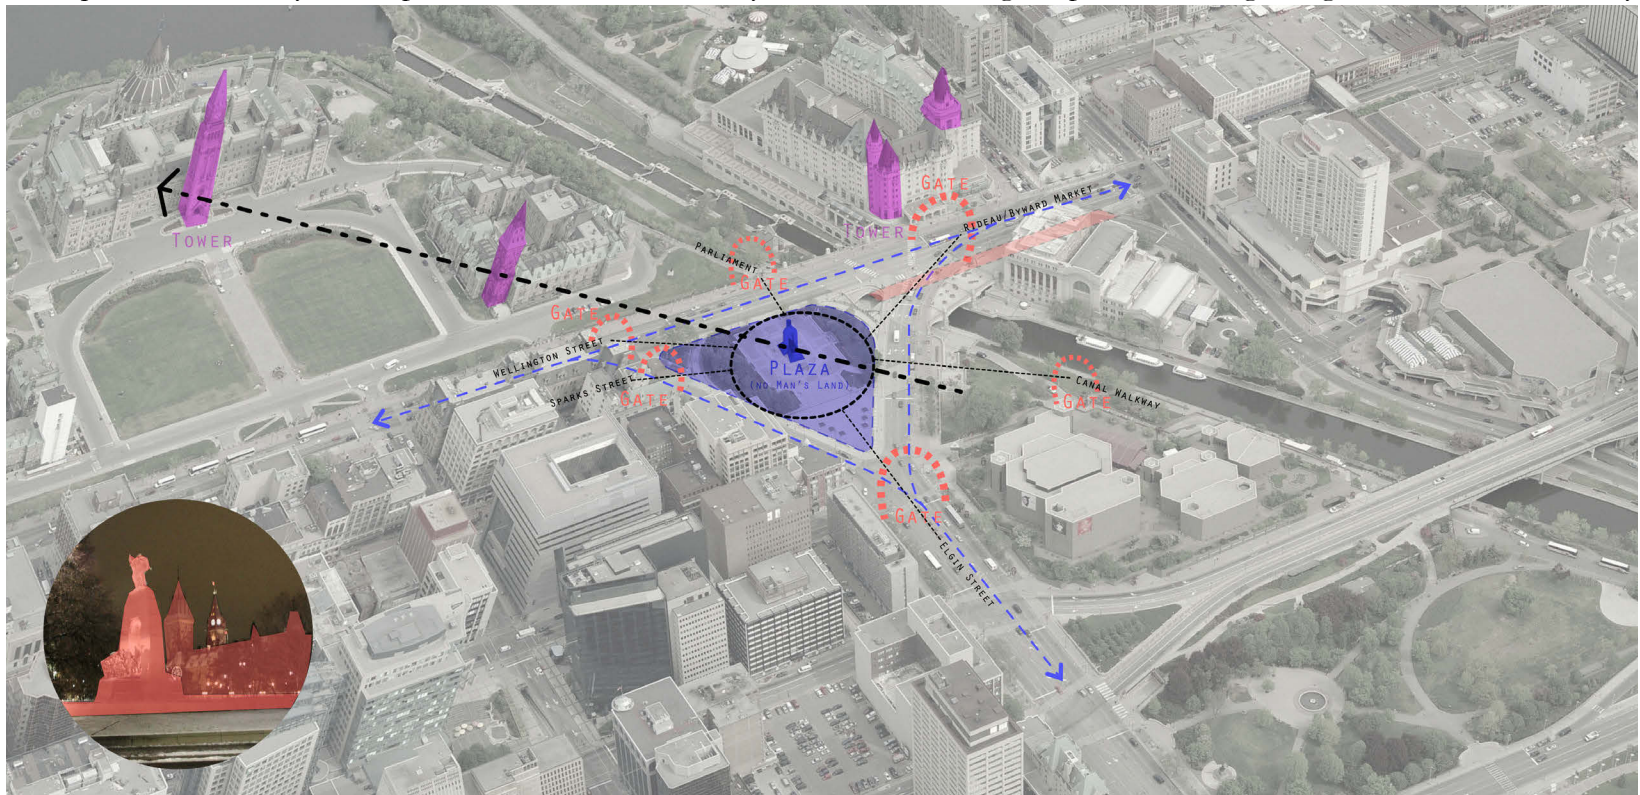 Tower
Tower
Gate
Rideau/Byward Market
Parliament
Gate
Gate
Wellington Street
Sparks Street
Gate
Plaza
(no Man's Land)
Canal Walkway
Gate
Gate
Elgin Street